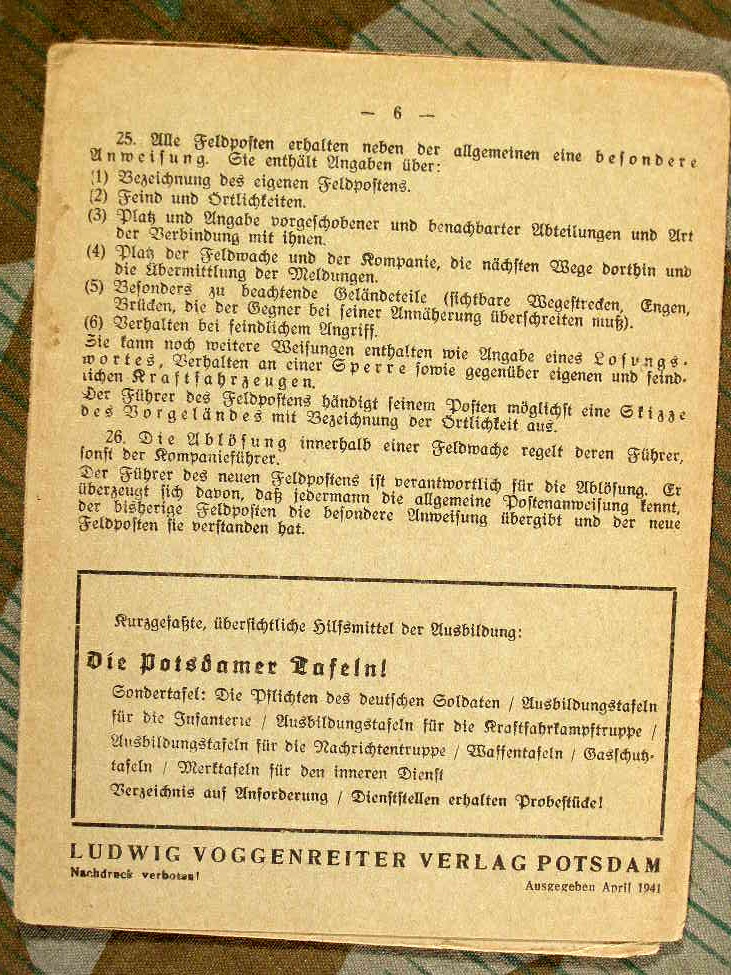 — 6 —
25. Alle Feldposten erhalten neben der allgemeinen eine besondere
Anweisung. Sie enthält Angaben über:
(1) Bezeichnung des eigenen Feldpostens.
(2) Feind und Örtlichkeiten.
(3) Platz und Angabe vorgeschobener und benachbarter Abteilungen und Art
der Verbindung mit ihnen.
(4) Platz der Feldwache und der Kompanie, die nächsten Wege dorthin und
die Übermittlung der Meldungen.
(5) Besonders zu beachtende Geländeteile (sichtbare Wegestrecken, Engen,
Brücken, die der Gegner bei seiner Annäherung überschreiten muß).
(6) Verhalten bei feindlichem Angriff.
Sie kann noch weitere Weisungen enthalten wie Angabe eines Losungs-
wortes, Verhalten an einer Sperre sowie gegenüber eigenen und feind-
lichen Kraftfahrzeugen.
Der Führer des Feldpostens händigt seinem Posten möglichst eine Skizze
des Vorgeländes mit Bezeichnung der Örtlichkeit aus.
26. Die Ablösung innerhalb einer Feldwache regelt deren Führer,
sonst der Kompanieführer.
Der Führer des neuen Feldpostens ist verantwortlich für die Ablösung. Er
überzeugt sich davon, daß jedermann die allgemeine Postenanweisung kennt,
der bisherige Feldposten die besondere Anweisung übergibt und der neue
Feldposten sie verstanden hat.
Kurzgefaßte, übersichtliche Hilfsmittel der Ausbildung:
Die Potsdamer Tafeln!
Sondertafel: Die Pflichten des deutschen Soldaten / Ausbildungstafeln
für die Infanterie / Ausbildungstafeln für die Kraftfahrkampftruppe /
Ausbildungstafeln für die Nachrichtentruppe / Waffentafeln / Gasschutz-
tafeln / Merktafeln für den inneren Dienst
Verzeichnis auf Anforderung / Dienststellen erhalten Probestücke!
LUDWIG VOGGENREITER VERLAG POTSDAM
Nachdruck verboten!
Ausgegeben April 1941